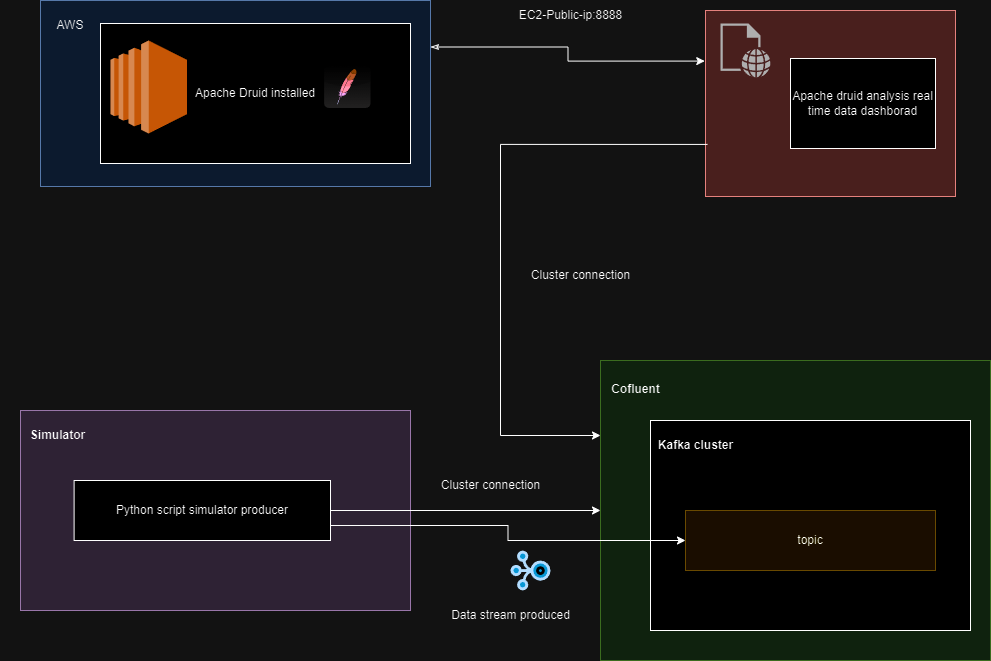 EC2-Public-ip:8888
AWS
Apache Druid installed
Apache druid analysis real
time data dashborad
Cluster connection
Cofluent
Simulator
Kafka cluster
Cluster connection
Python script simulator producer
topic
Data stream produced